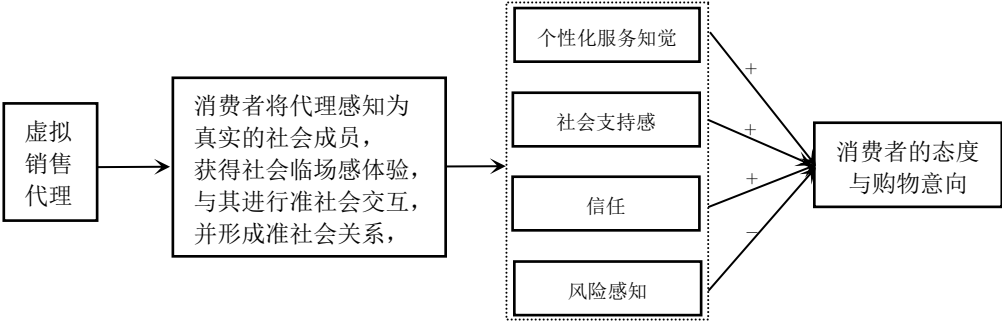 虚拟
销售
代理
消费者将代理感知为
真实的社会成员，
获得社会临场感体验，
与其进行准社会交互，
并形成准社会关系，
个性化服务知觉
社会支持感
信任
风险感知
+
+
+
−
消费者的态度
与购物意向